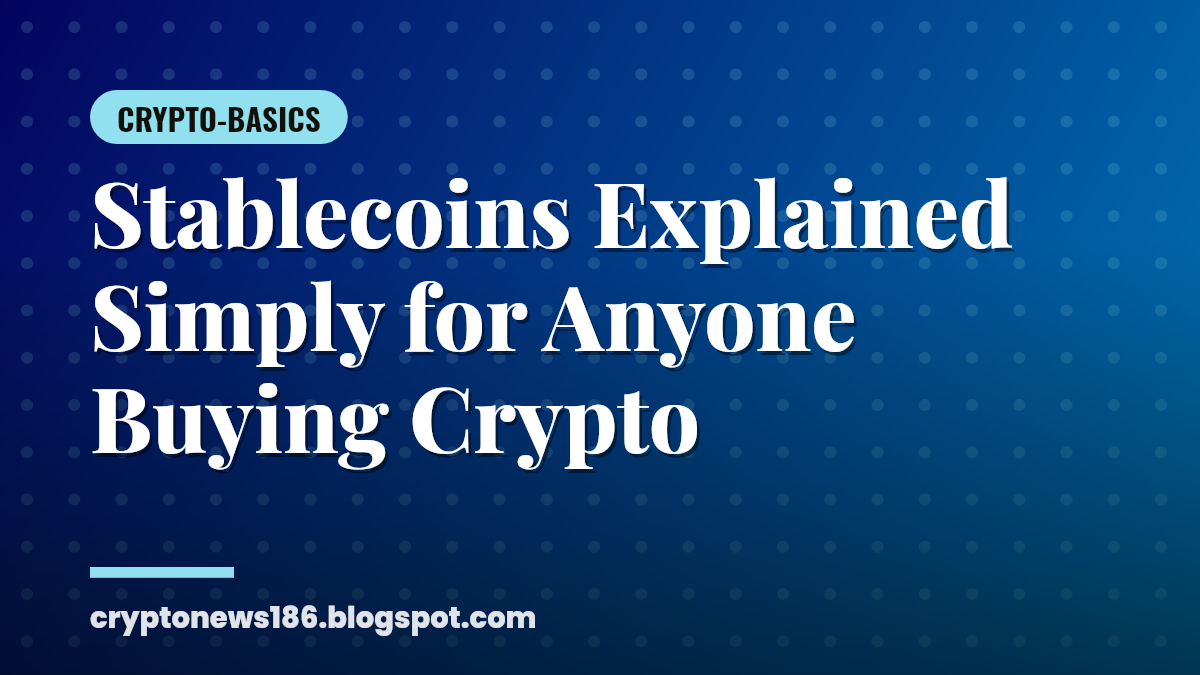 CRYPTO-BASICS
Stablecoins Explained
Simply for Anyone
Buying Crypto
cryptonews186.blogspot.com